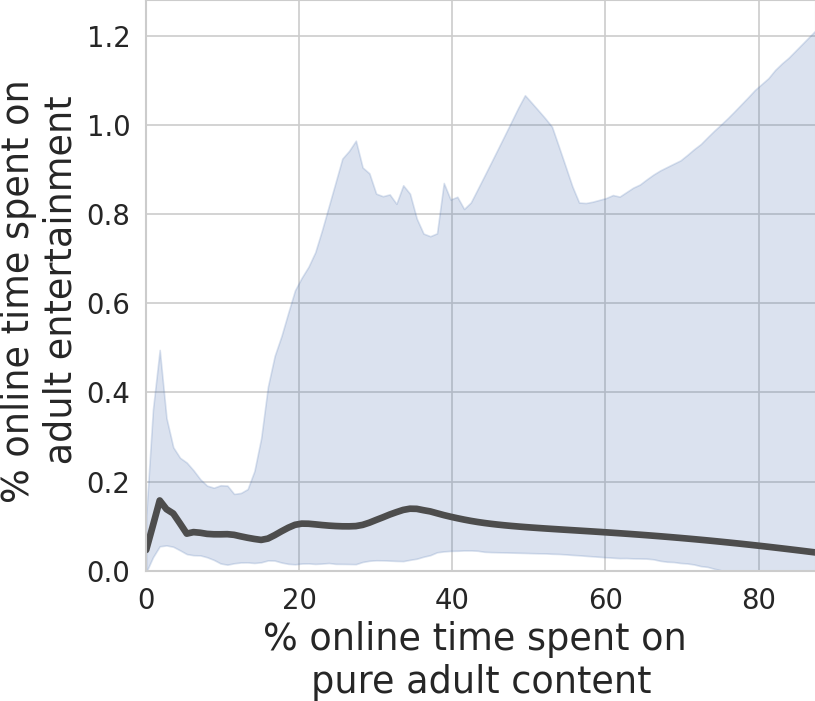 % online time spent on
adult entertainment
1.2
1.0
0.8
0.6
0.4
0.2
0.0
0 20 40 60 80
% online time spent on
pure adult content